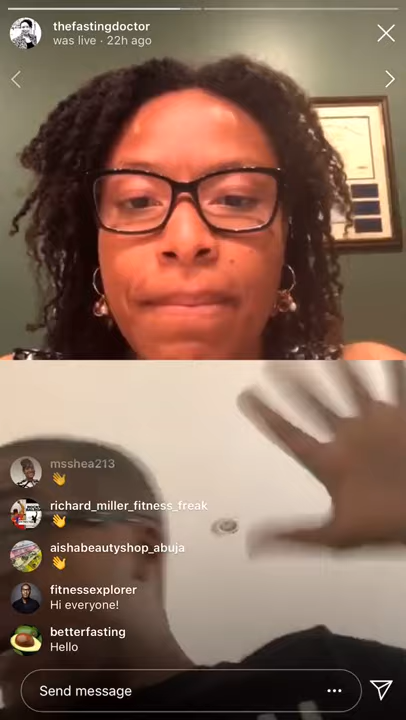 thefastingdoctor
was live · 22h ago
msshea213
👋
richard_miller_fitness_freak
👋
aishabeautyshop_abuja
👋
fitnessexplorer
Hi everyone!
betterfasting
Hello
Send message